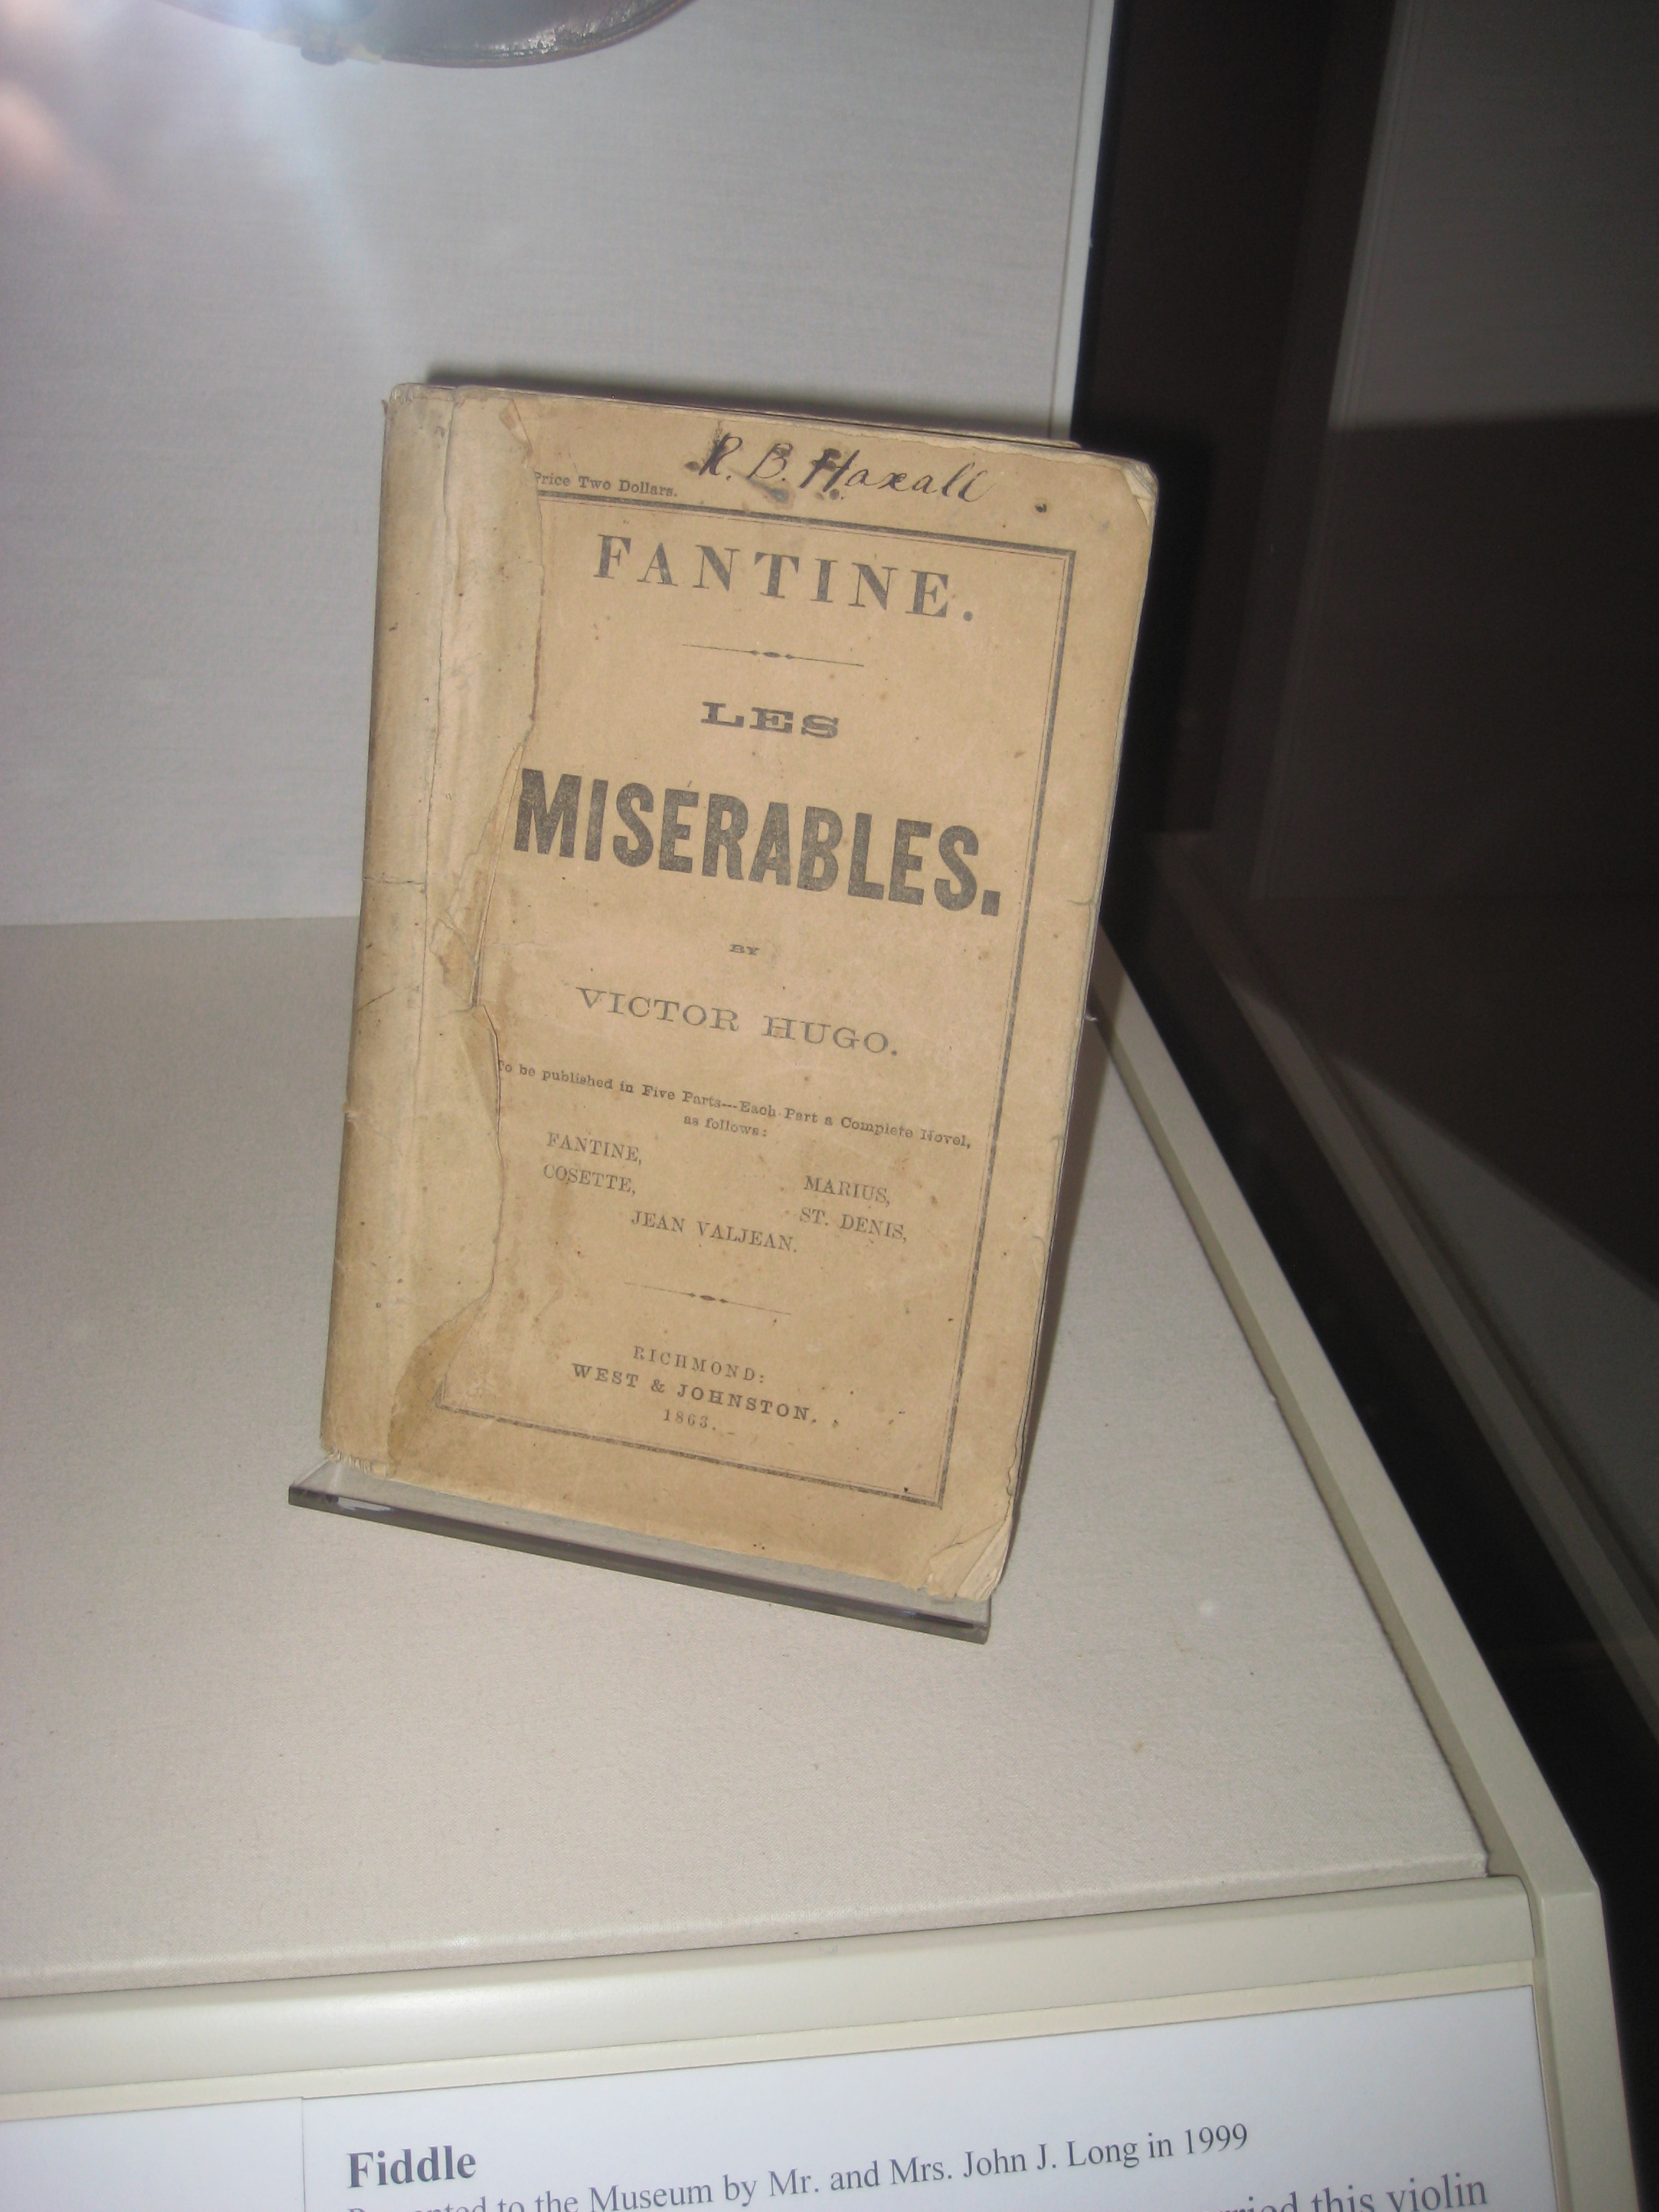 R. B. Haxall
Price Two Dollars.
FANTINE.
LES
MISERABLES.
BY
VICTOR HUGO.
To be published in Five Parts---Each Part a Complete Novel,
as follows:
FANTINE,
COSETTE,
MARIUS,
ST. DENIS,
JEAN VALJEAN.
RICHMOND:
WEST & JOHNSTON.
1863.
Fiddle
Presented to the Museum by Mr. and Mrs. John J. Long in 1999
this violin